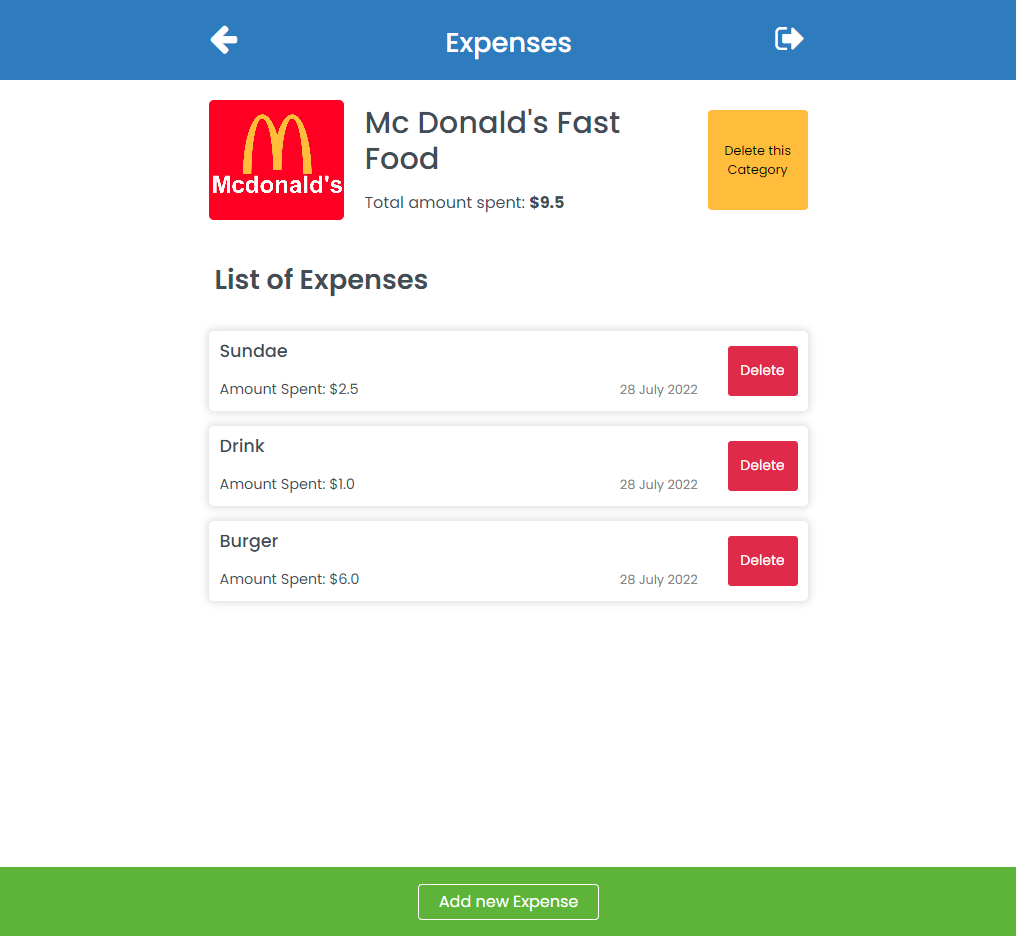 Expenses
Mcdonald's
Mc Donald's Fast
Food
Total amount spent: $9.5
Delete this
Category
List of Expenses
Sundae
Amount Spent: $2.5
28 July 2022
Delete
Drink
Amount Spent: $1.0
28 July 2022
Delete
Burger
Amount Spent: $6.0
28 July 2022
Delete
Add new Expense